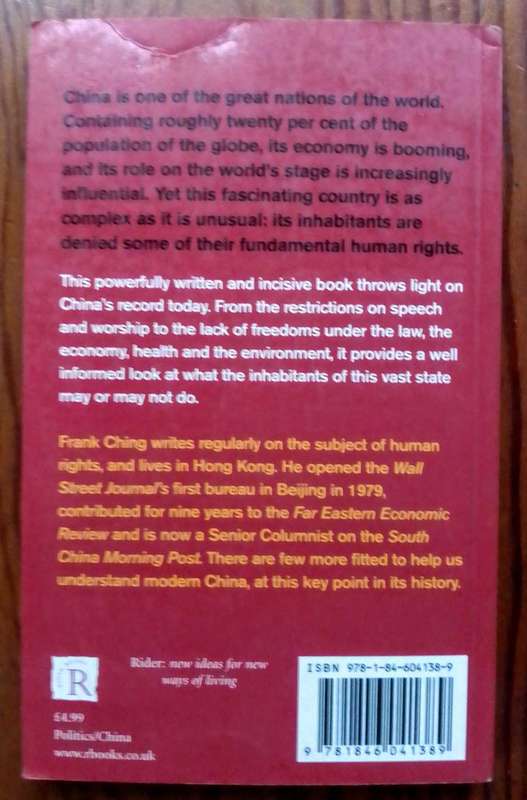 China is one of the great nations of the world.
Containing roughly twenty per cent of the
population of the globe, its economy is booming,
and its role on the world's stage is increasingly
influential. Yet this fascinating country is as
complex as it is unusual: its inhabitants are
denied some of their fundamental human rights.
This powerfully written and incisive book throws light on
China's record today. From the restrictions on speech
and worship to the lack of freedoms under the law, the
economy, health and the environment, it provides a well
informed look at what the inhabitants of this vast state
may or may not do.
Frank Ching writes regularly on the subject of human
rights, and lives in Hong Kong. He opened the Wall
Street Journal's first bureau in Beijing in 1979,
contributed for nine years to the Far Eastern Economic
Review and is now a Senior Columnist on the South
China Morning Post. There are few more fitted to help us
understand modern China, at this key point in its history.
R
Rider: new ideas for new
ways of living
£4.99
Politics/China
www.rbooks.co.uk
ISBN 978-1-84-604138-9
9 781846 041389